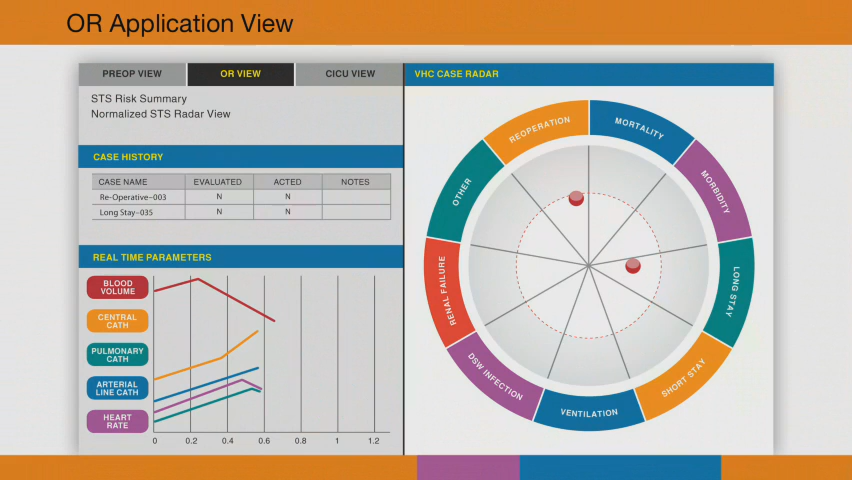 OR Application View
PREOP VIEW
OR VIEW
CICU VIEW
STS Risk Summary
Normalized STS Radar View
CASE HISTORY
CASE NAME EVALUATED ACTED NOTES
Re-Operative-003 N N
Long Stay-035 N N
REAL TIME PARAMETERS
BLOOD
VOLUME
CENTRAL
CATH
PULMONARY
CATH
ARTERIAL
LINE CATH
HEART
RATE
0 0.2 0.4 0.6 0.8 1 1.2
VHC CASE RADAR
MORTALITY
MORBIDITY
LONG STAY
SHORT STAY
VENTILATION
DSW INFECTION
RENAL FAILURE
OTHER
REOPERATION